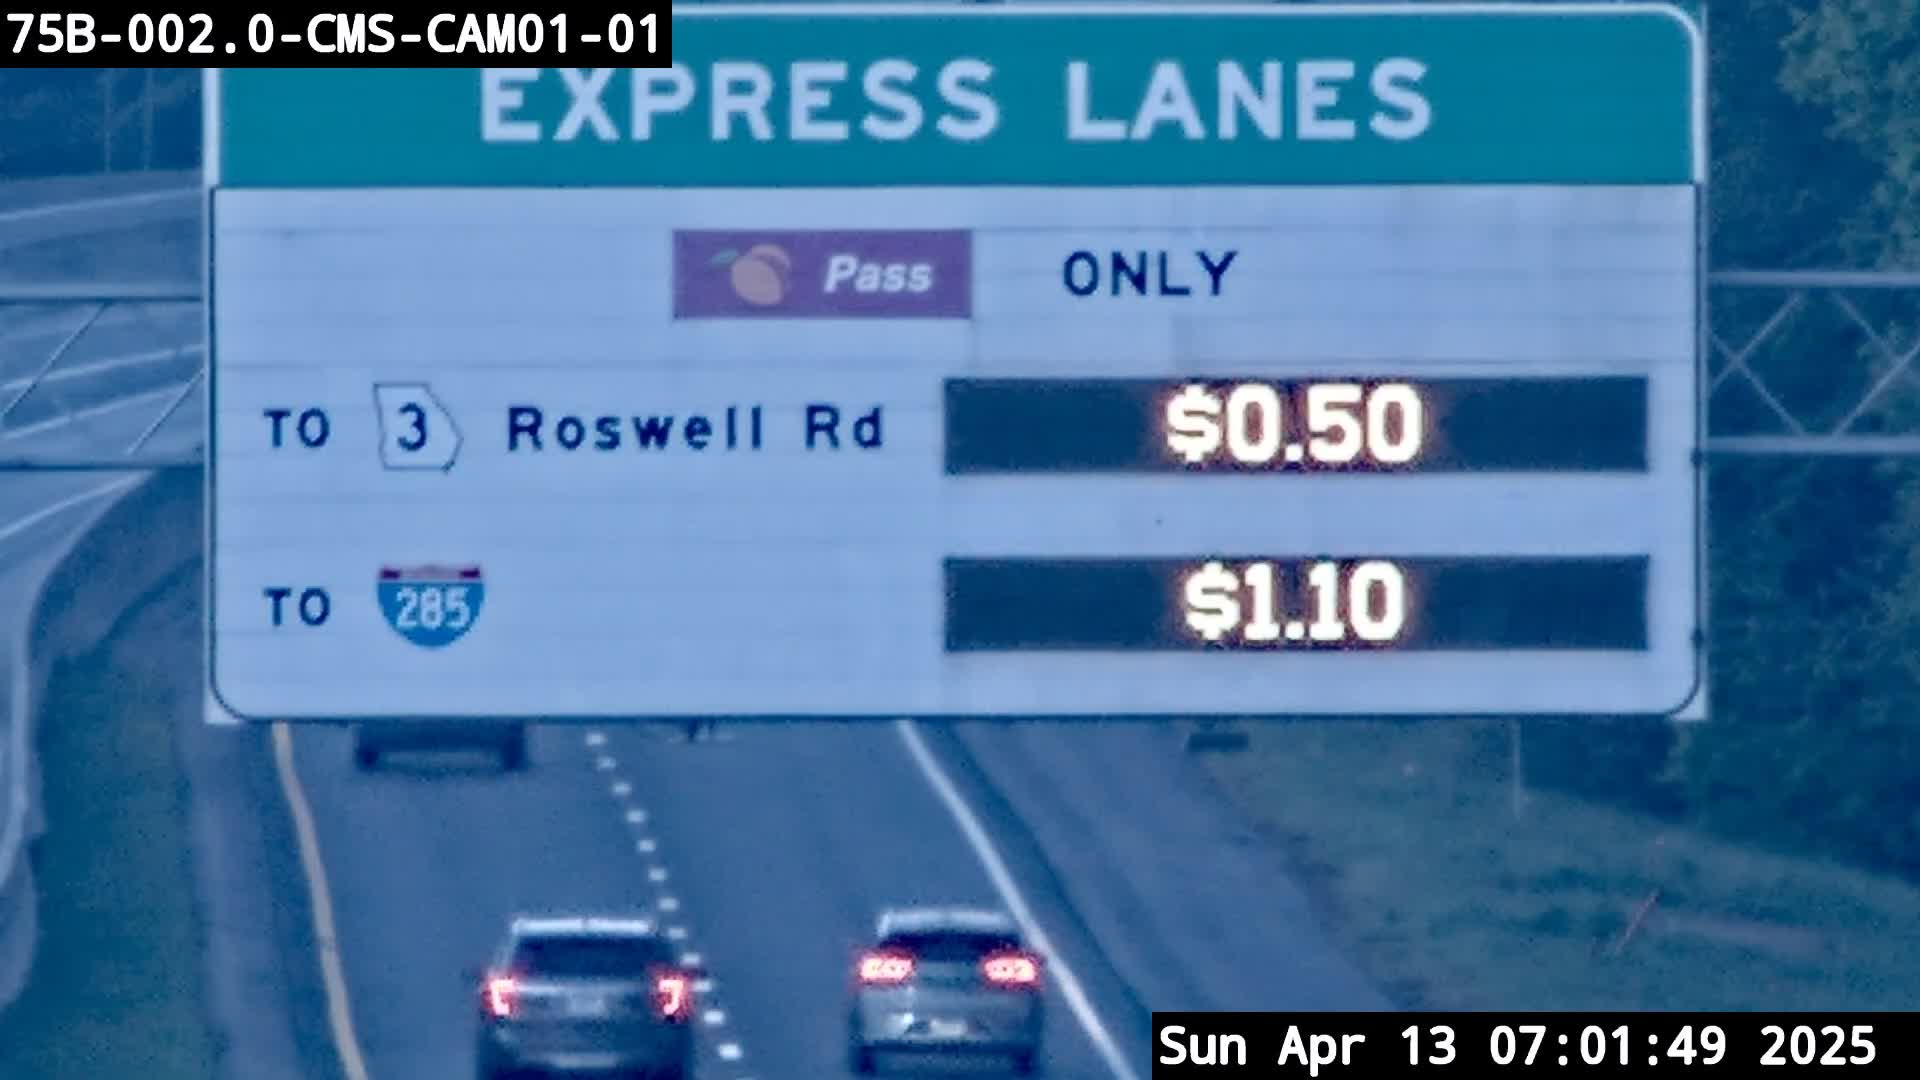 75B-002.0-CMS-CAM01-01
EXPRESS LANES
Pass ONLY
TO 3 Roswell Rd $0.50
TO 285 $1.10
Sun Apr 13 07:01:49 2025